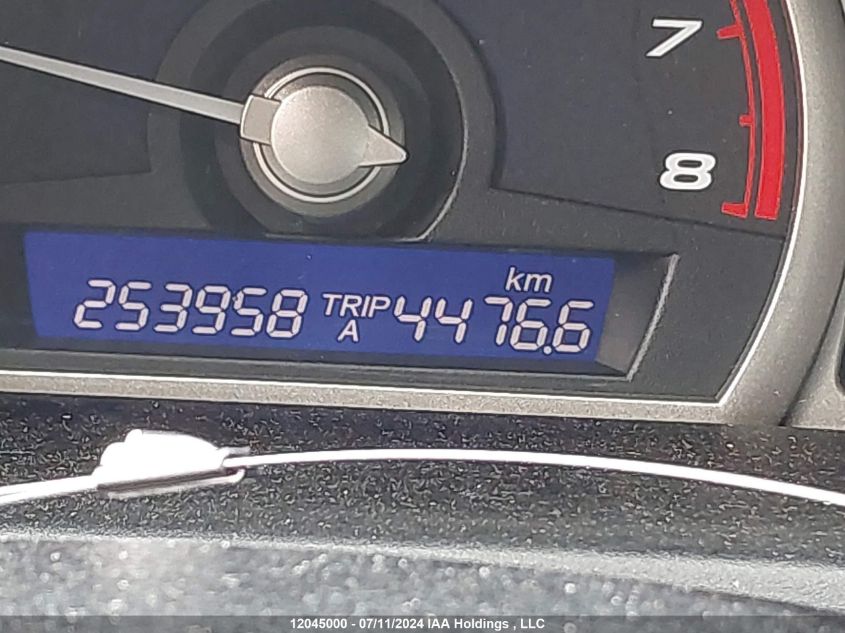 7
8
km
253958 TRIP A 4476.6
12045000 - 07/11/2024 IAA Holdings , LLC